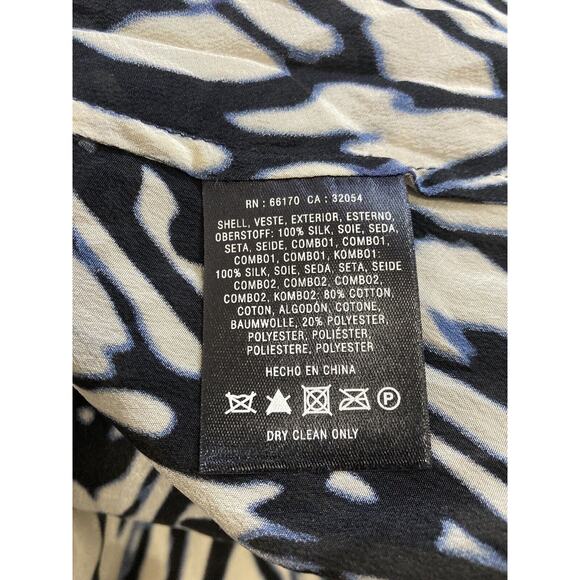 RN : 66170 CA : 32054
SHELL, VESTE, EXTERIOR, ESTERNO,
OBERSTOFF: 100% SILK, SOIE, SEDA,
SETA, SEIDE, COMBO1, COMBO1,
COMBO1, COMBO1, KOMBO1:
100% SILK, SOIE, SEDA, SETA, SEIDE
COMBO2, COMBO2, COMBO2,
COMBO2, KOMBO2: 80% COTTON,
COTON, ALGODÓN, COTONE,
BAUMWOLLE, 20% POLYESTER,
POLYESTER, POLIÉSTER,
POLIESTERE, POLYESTER
HECHO EN CHINA
P
DRY CLEAN ONLY